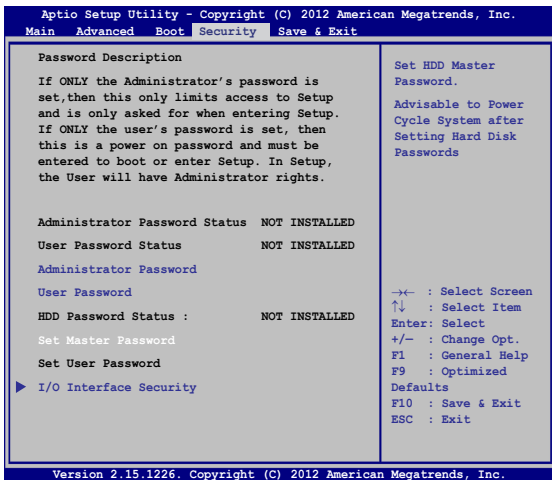 Aptio Setup Utility - Copyright (C) 2012 American Megatrends, Inc.
Main Advanced Boot Security Save & Exit
Password Description
If ONLY the Administrator's password is
set,then this only limits access to Setup
and is only asked for when entering Setup.
If ONLY the user's password is set, then
this is a power on password and must be
entered to boot or enter Setup. In Setup,
the User will have Administrator rights.
Administrator Password Status NOT INSTALLED
User Password Status NOT INSTALLED
Administrator Password
User Password
HDD Password Status : NOT INSTALLED
Set Master Password
Set User Password
I/O Interface Security
Set HDD Master
Password.
Advisable to Power
Cycle System after
Setting Hard Disk
Passwords
→← : Select Screen
↑↓ : Select Item
Enter: Select
+/— : Change Opt.
F1 : General Help
F9 : Optimized
Defaults
F10 : Save & Exit
ESC : Exit
Version 2.15.1226. Copyright (C) 2012 American Megatrends, Inc.